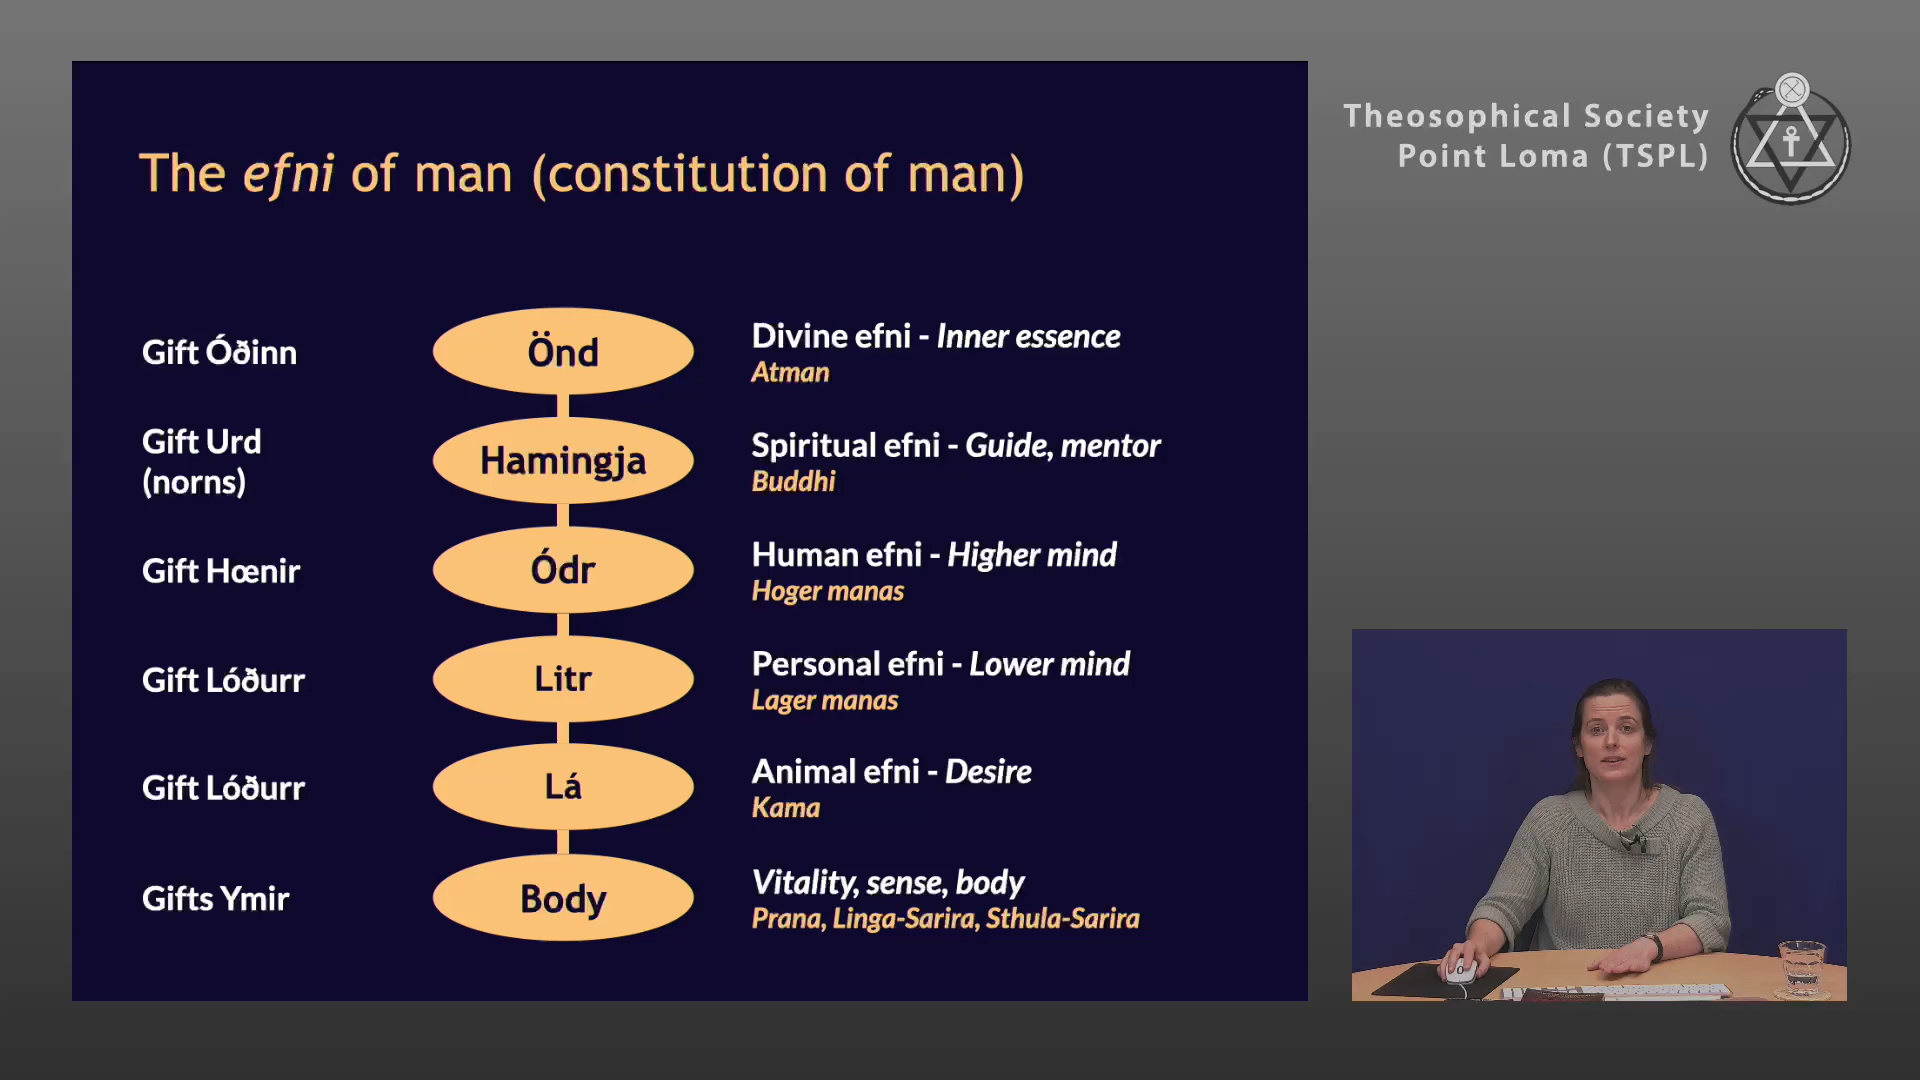 Theosophical Society
Point Loma (TSPL)
The efni of man (constitution of man)
Gift Óðinn
Önd
Divine efni - Inner essence
Atman
Gift Urd
(norns)
Hamingja
Spiritual efni - Guide, mentor
Buddhi
Gift Hœnir
Ódr
Human efni - Higher mind
Hoger manas
Gift Lóðurr
Litr
Personal efni - Lower mind
Lager manas
Gift Lóðurr
Lá
Animal efni - Desire
Kama
Gifts Ymir
Body
Vitality, sense, body
Prana, Linga-Sarira, Sthula-Sarira